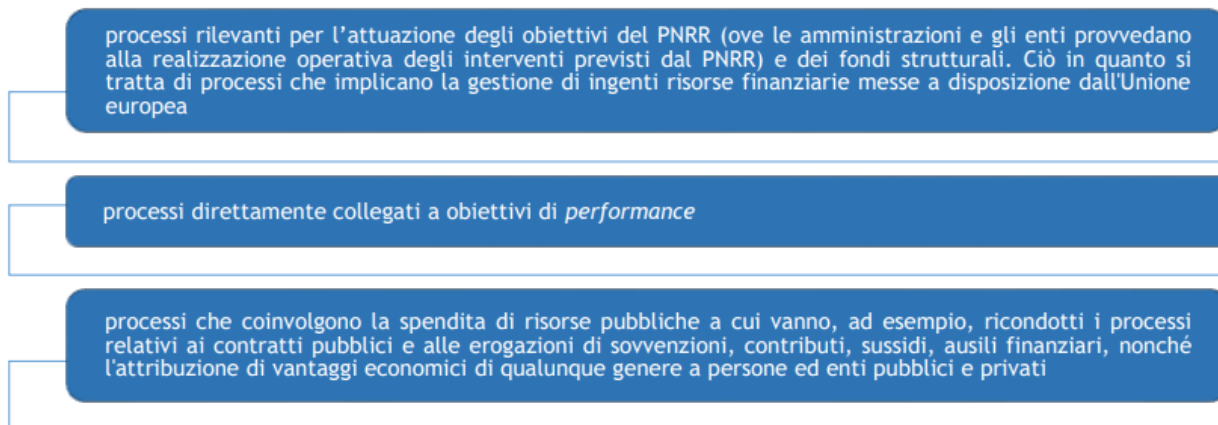 processi rilevanti per l’attuazione degli obiettivi del PNRR (ove le amministrazioni e gli enti provvedano
alla realizzazione operativa degli interventi previsti dal PNRR) e dei fondi strutturali. Ciò in quanto si
tratta di processi che implicano la gestione di ingenti risorse finanziarie messe a disposizione dall'Unione
europea
processi direttamente collegati a obiettivi di performance
processi che coinvolgono la spendita di risorse pubbliche a cui vanno, ad esempio, ricondotti i processi
relativi ai contratti pubblici e alle erogazioni di sovvenzioni, contributi, sussidi, ausili finanziari, nonché
l'attribuzione di vantaggi economici di qualunque genere a persone ed enti pubblici e privati